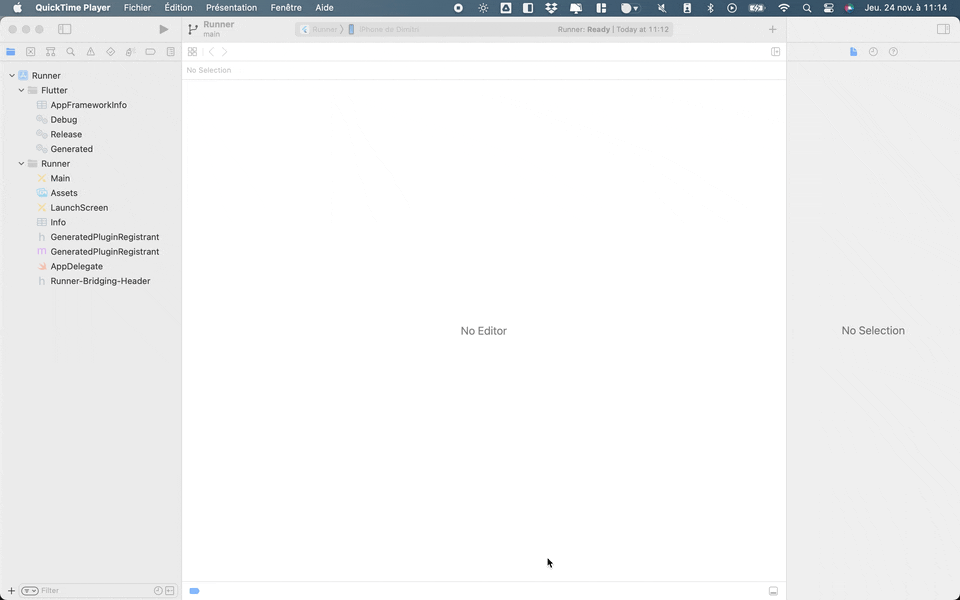 QuickTime Player Fichier Édition Présentation Fenêtre Aide Jeu. 24 nov. à 11:14
Runner
main
Runner iPhone de Dimitri Runner: Ready | Today at 11:12
No Selection
Runner
Flutter
AppFrameworkInfo
Debug
Release
Generated
Runner
Main
Assets
LaunchScreen
Info
GeneratedPluginRegistrant
GeneratedPluginRegistrant
AppDelegate
Runner-Bridging-Header
No Editor
No Selection
Filter